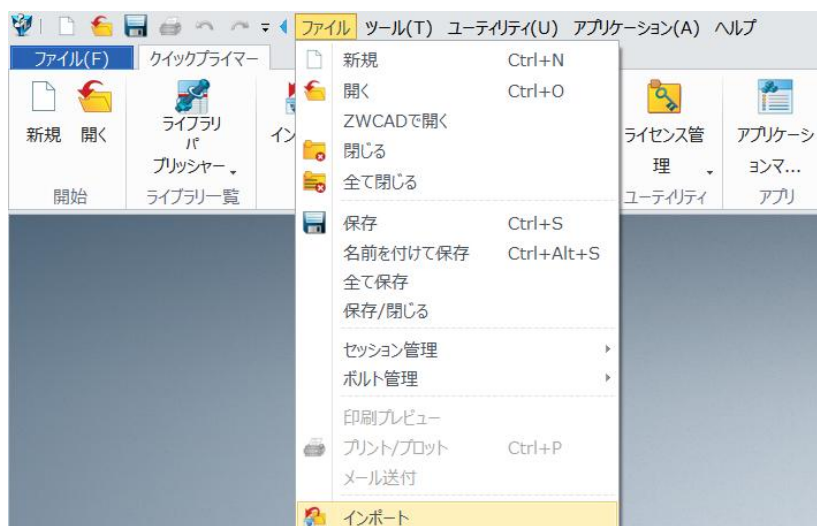 ファイル ツール(T) ユーティリティ(U) アプリケーション(A) ヘルプ
ファイル(F) クイックプライマー
新規 開く
ライブラリ
パ
ブリッシャー
イン
ライセンス管
理
アプリケーシ
ョンマ...
開始 ライブラリ一覧 ユーティリティ アプリ
新規 Ctrl+N
開く Ctrl+O
ZWCADで開く
閉じる
全て閉じる
保存 Ctrl+S
名前を付けて保存 Ctrl+Alt+S
全て保存
保存/閉じる
セッション管理
ボルト管理
印刷プレビュー
プリント/プロット Ctrl+P
メール送付
インポート